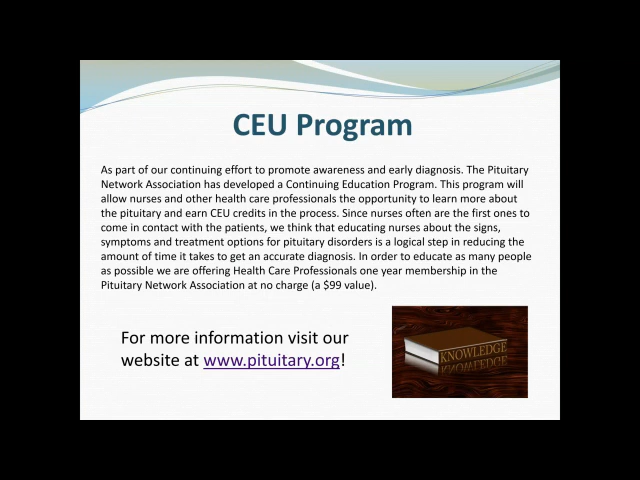 CEU Program
As part of our continuing effort to promote awareness and early diagnosis. The Pituitary
Network Association has developed a Continuing Education Program. This program will
allow nurses and other health care professionals the opportunity to learn more about
the pituitary and earn CEU credits in the process. Since nurses often are the first ones to
come in contact with the patients, we think that educating nurses about the signs,
symptoms and treatment options for pituitary disorders is a logical step in reducing the
amount of time it takes to get an accurate diagnosis. In order to educate as many people
as possible we are offering Health Care Professionals one year membership in the
Pituitary Network Association at no charge (a $99 value).
For more information visit our
website at www.pituitary.org!
KNOWLEDGE